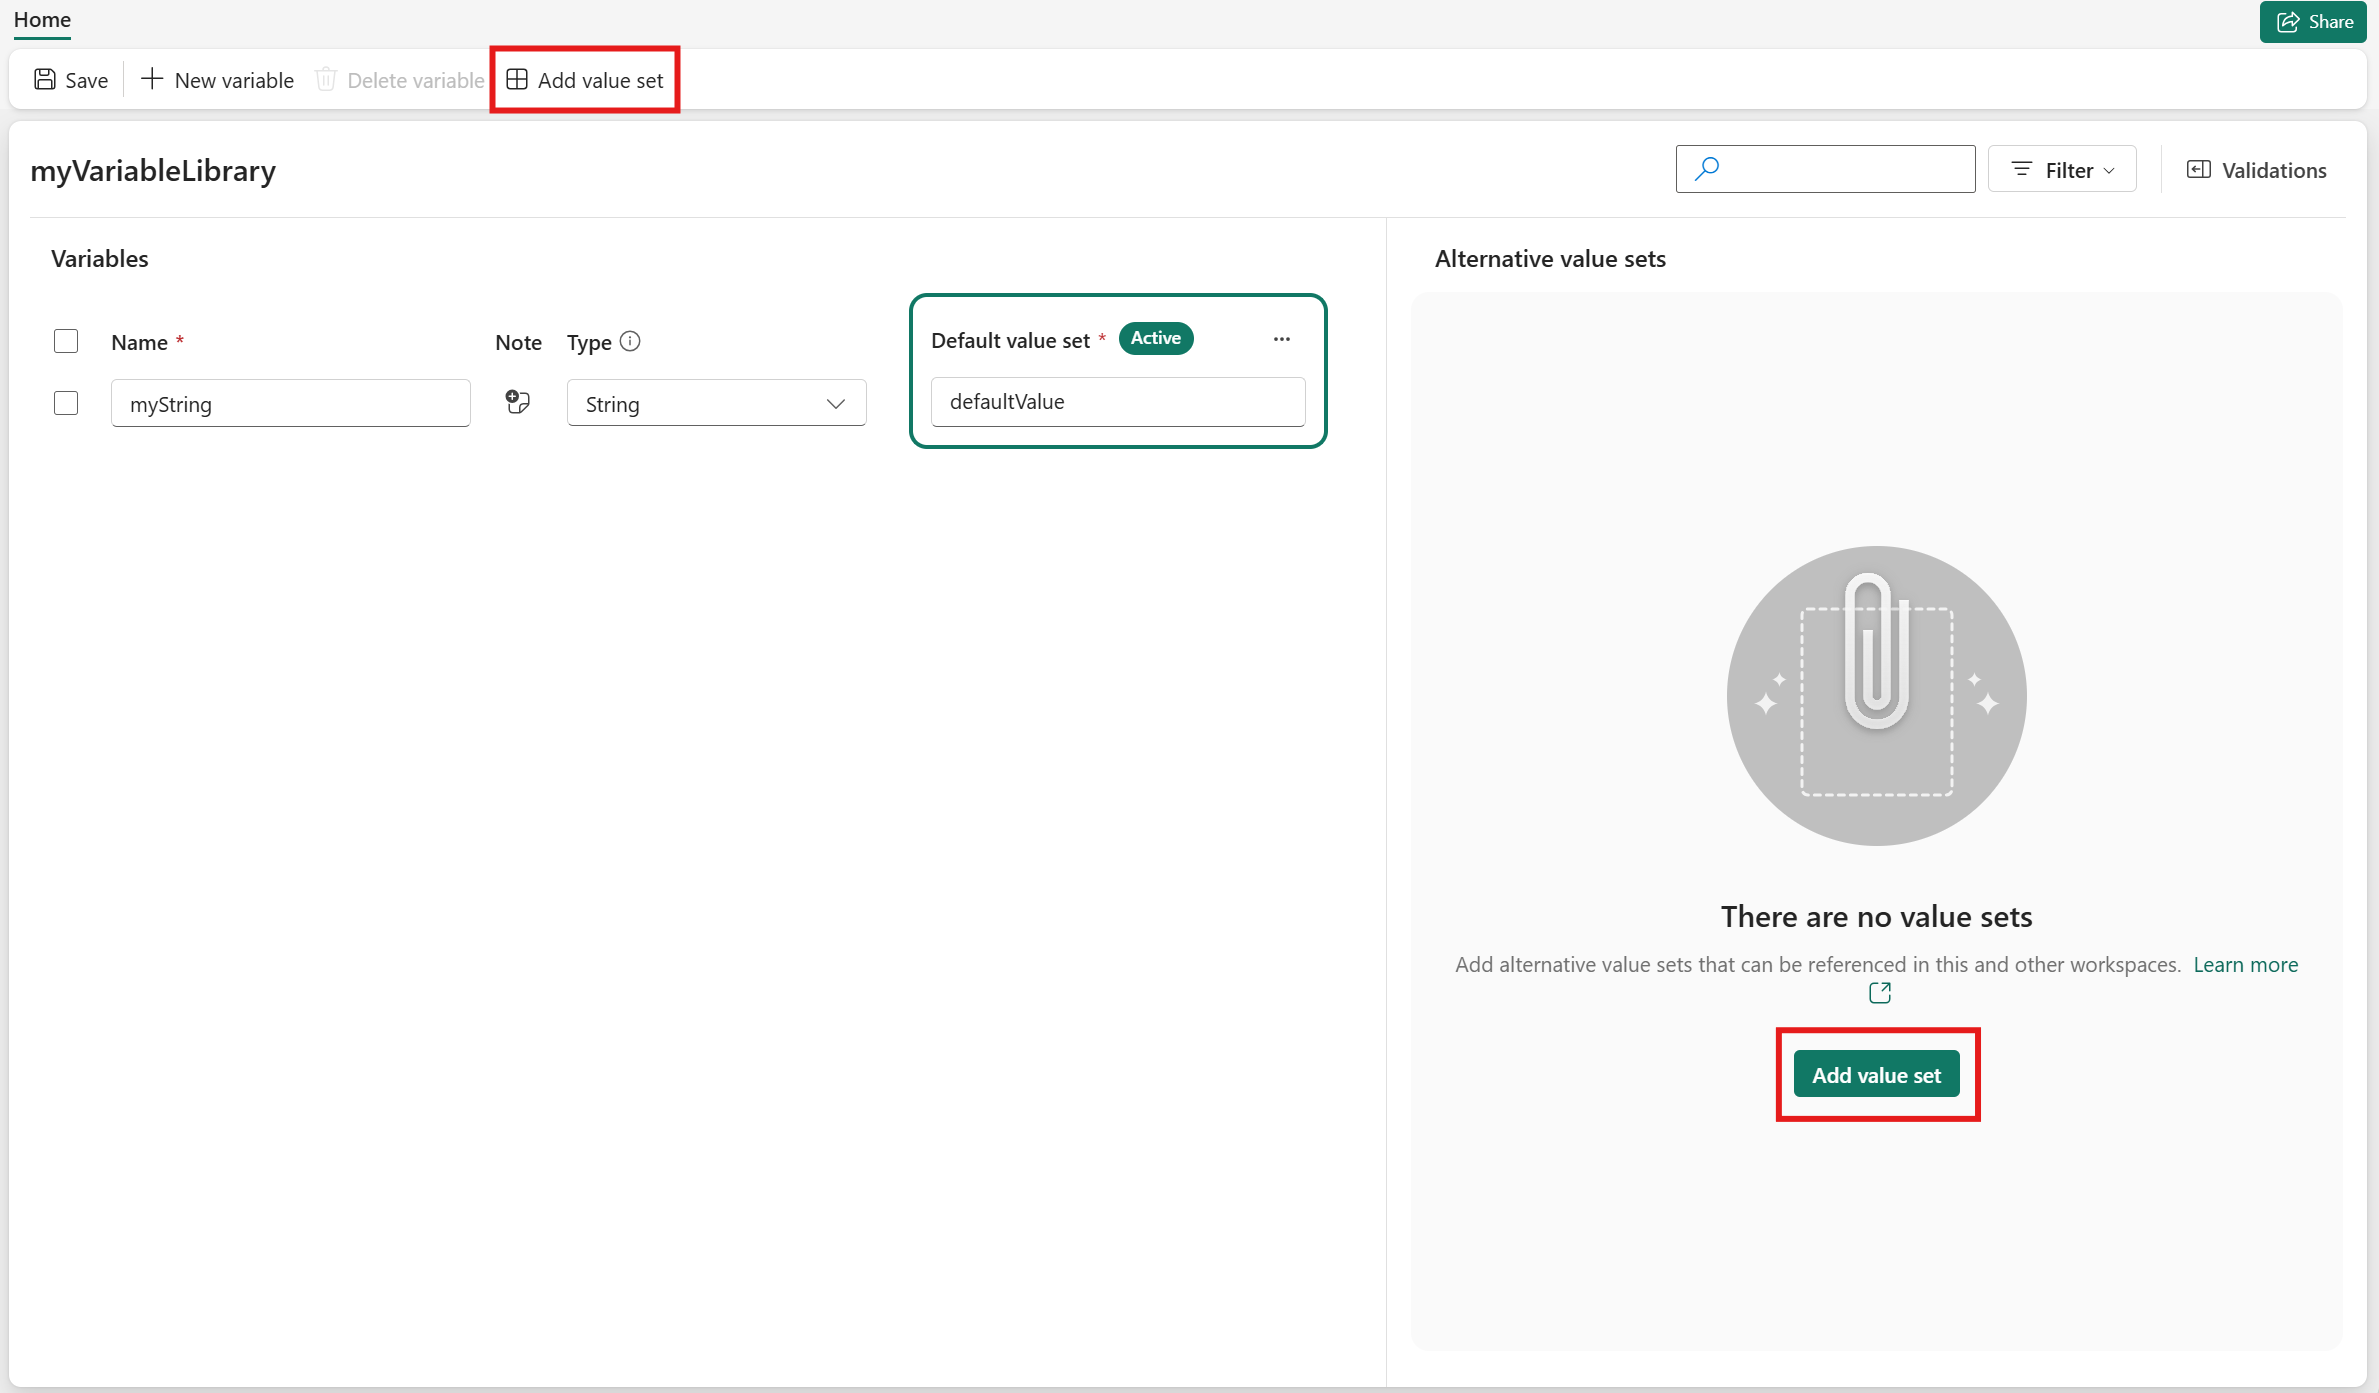 Home
Share
Save
New variable
Delete variable
Add value set
myVariableLibrary
Filter
Validations
Variables
Alternative value sets
Name *
Note
Type
Default value set *
Active
myString
String
defaultValue
There are no value sets
Add alternative value sets that can be referenced in this and other workspaces. Learn more
Add value set